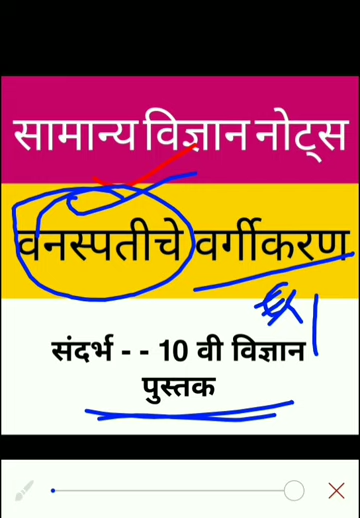 सामान्य विज्ञान नोट्स
वनस्पतीचे वर्गीकरण
संदर्भ -- 10 वी विज्ञान
पुस्तक